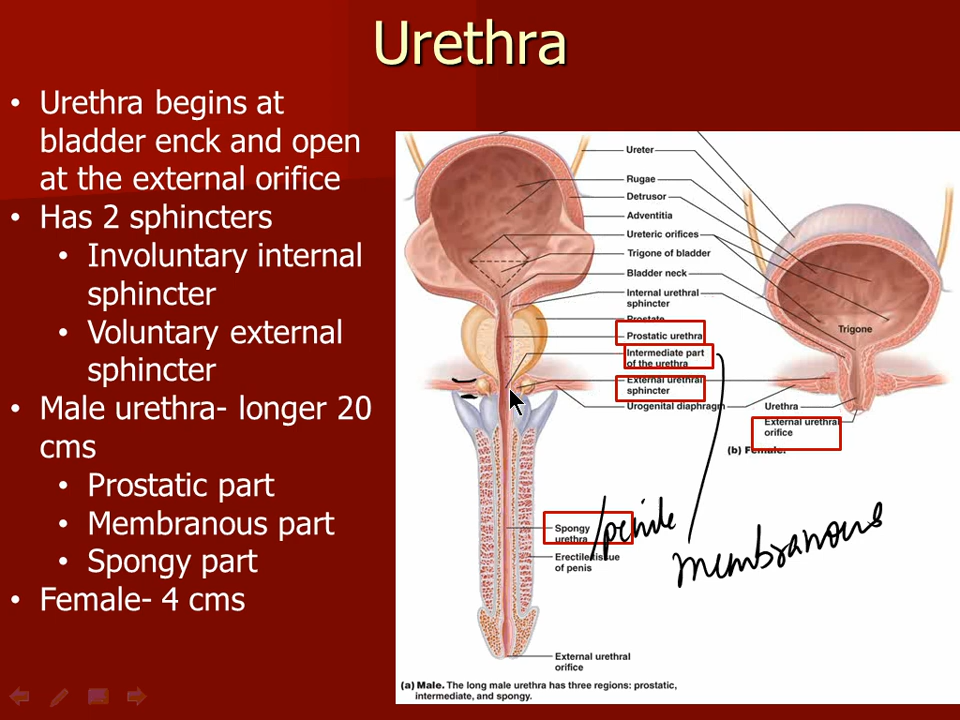 Urethra
• Urethra begins at
bladder enck and open
at the external orifice
• Has 2 sphincters
• Involuntary internal
sphincter
• Voluntary external
sphincter
• Male urethra- longer 20
cms
• Prostatic part
• Membranous part
• Spongy part
• Female- 4 cms
Ureter
Rugae
Detrusor
Adventitia
Ureteric orifices
Trigone of bladder
Bladder neck
Internal urethral
sphincter
Prostate
Prostatic urethra
Intermediate part
of the urethra
External urethral
sphincter
Urogenital diaphragm
Trigone
Urethra
External urethral
orifice
(b) Female.
Spongy
urethra
/penile
membranous
Erectile tissue
of penis
External urethral
orifice
(a) Male. The long male urethra has three regions: prostatic,
intermediate, and spongy.